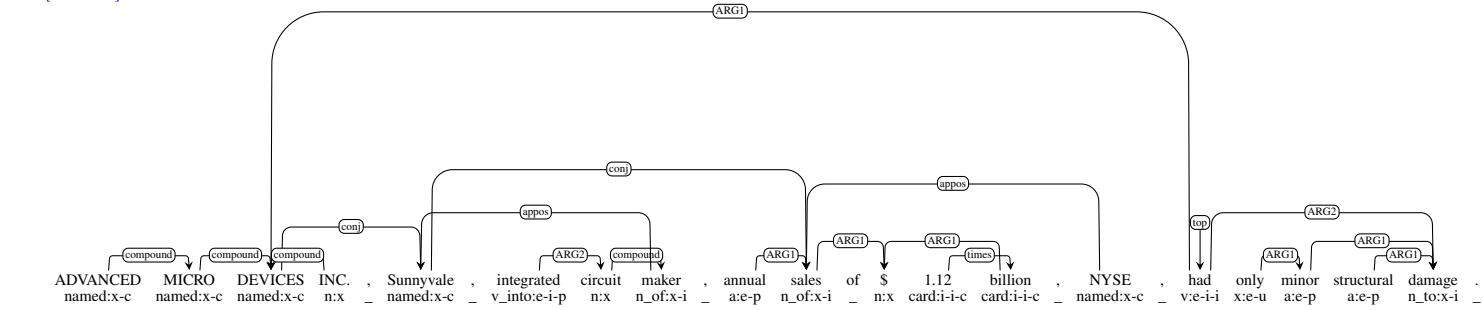 ARG1
conj
appos
appos ARG2
conj ARG1 ARG1 top ARG1
compound compound compound ARG2 compound ARG1 times ARG1 ARG1
ADVANCED MICRO DEVICES INC. , Sunnyvale , integrated circuit maker , annual sales of $ 1.12 billion , NYSE , had only minor structural damage .
named:x-c named:x-c named:x-c n:x _ named:x-c _ v_into:e-i-p n:x n_of:x-i _ a:e-p n_of:x-i _ n:x card:i-i-c card:i-i-c _ named:x-c _ v:e-i-i x:e-u a:e-p a:e-p n_to:x-i _